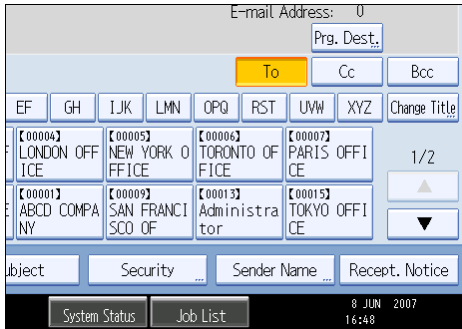 E-mail Address: 0
Prg. Dest.
To Cc Bcc
EF GH IJK LMN OPQ RST UVW XYZ Change Title
【00004】 【00005】 【00006】 【00007】
LONDON OFF NEW YORK O TORONTO OF PARIS OFFI
ICE FFICE FICE CE
1/2
【00001】 【00009】 【00013】 【00015】
ABCD COMPA SAN FRANCI Administra TOKYO OFFI
NY SCO OF tor CE
ubject Security Sender Name Recept. Notice
System Status Job List 8 JUN 2007
16:48